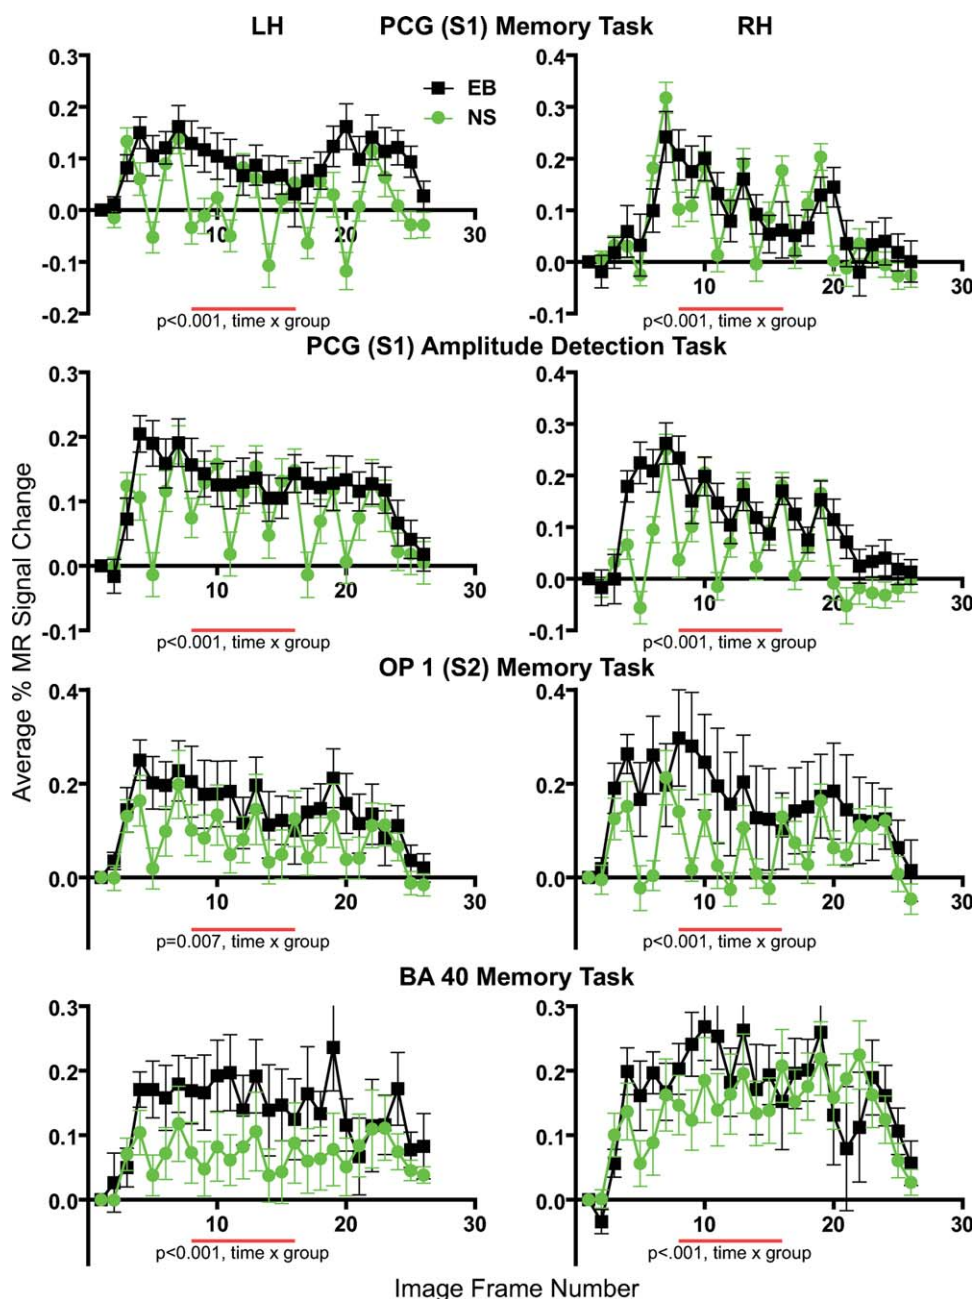 LH PCG (S1) Memory Task RH
0.3 0.4
EB
NS
0.2 0.3
0.1 0.2
0.0 0.1
10 20 30
-0.1 0.0
10 20 30
-0.2 -0.1
p<0.001, time x group p<0.001, time x group
PCG (S1) Amplitude Detection Task
0.3 0.4
0.2 0.3
0.1 0.2
0.1
0.0 0.0
10 20 30 10 20 30
-0.1 -0.1
p<0.001, time x group p<0.001, time x group
Average % MR Signal Change
OP 1 (S2) Memory Task
0.4 0.4
0.2 0.2
0.0 0.0
10 20 30 10 20 30
p=0.007, time x group p<0.001, time x group
BA 40 Memory Task
0.3 0.3
0.2 0.2
0.1 0.1
0.0 0.0
10 20 30 10 20 30
p<0.001, time x group p<.001, time x group
Image Frame Number